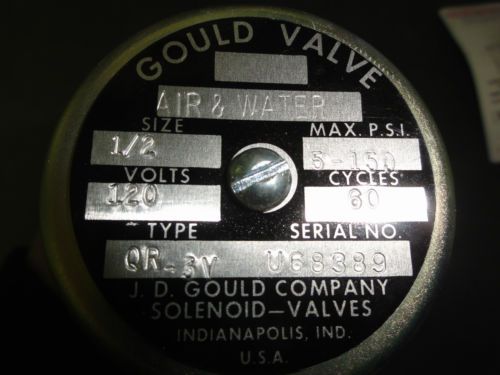 GOULD VALVE
AIR & WATER
SIZE MAX. P.S.I.
1/2 5-150
VOLTS CYCLES
120 60
~ TYPE SERIAL NO.
QR-3V U68389
J. D. GOULD COMPANY
SOLENOID-VALVES
INDIANAPOLIS, IND.
U.S.A.